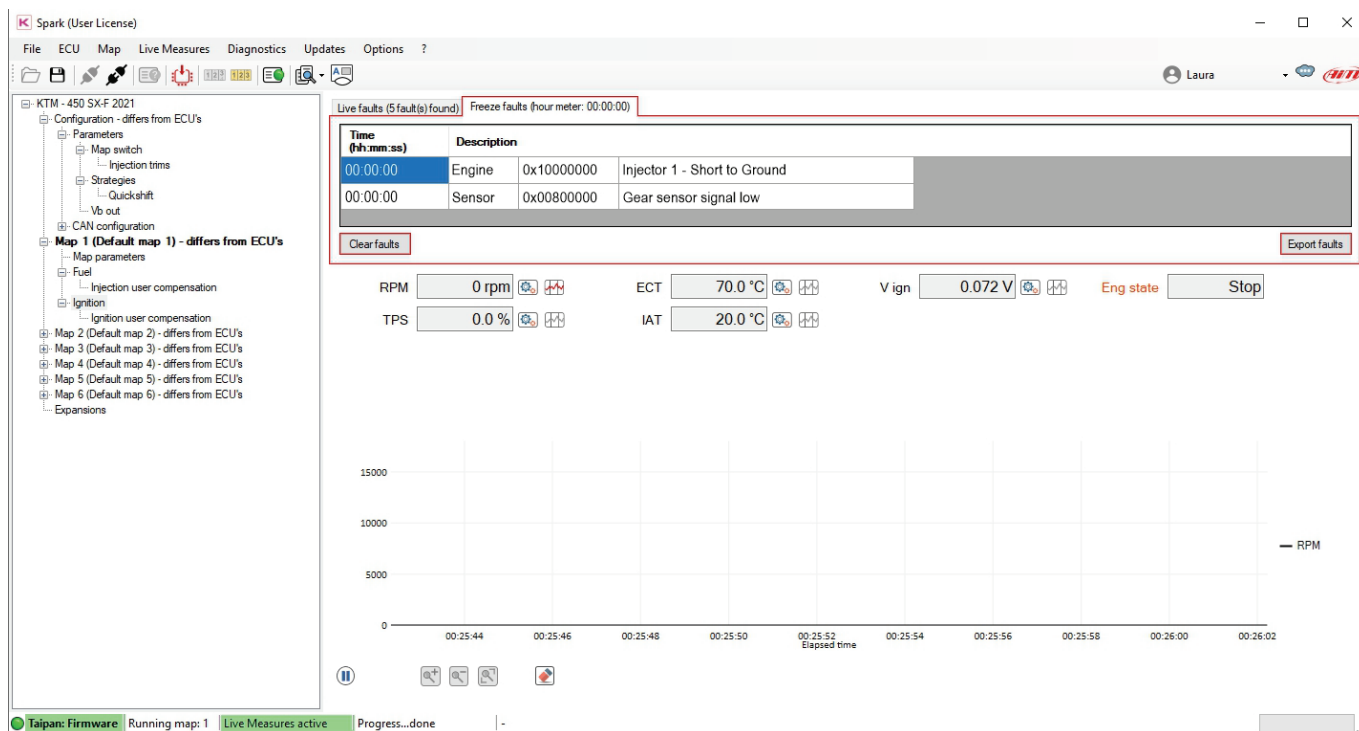 K Spark (User License)
File ECU Map Live Measures Diagnostics Updates Options ?
Laura
KTM - 450 SX-F 2021
Configuration - differs from ECU's
Parameters
Map switch
Injection trims
Strategies
Quickshift
Vb out
CAN configuration
Map 1 (Default map 1) - differs from ECU's
Map parameters
Fuel
Injection user compensation
Ignition
Ignition user compensation
Map 2 (Default map 2) - differs from ECU's
Map 3 (Default map 3) - differs from ECU's
Map 4 (Default map 4) - differs from ECU's
Map 5 (Default map 5) - differs from ECU's
Map 6 (Default map 6) - differs from ECU's
Expansions
Live faults (5 fault(s) found) Freeze faults (hour meter: 00:00:00)
Time
(hh:mm:ss) Description
00:00:00 Engine 0x10000000 Injector 1 - Short to Ground
00:00:00 Sensor 0x00800000 Gear sensor signal low
Clear faults Export faults
RPM 0 rpm ECT 70.0 °C V ign 0.072 V Eng state Stop
TPS 0.0 % IAT 20.0 °C
15000
10000
5000
0
RPM
00:25:44 00:25:46 00:25:48 00:25:50 00:25:52 00:25:54 00:25:56 00:25:58 00:26:00 00:26:02
Elapsed time
Taipan: Firmware Running map: 1 Live Measures active Progress...done -